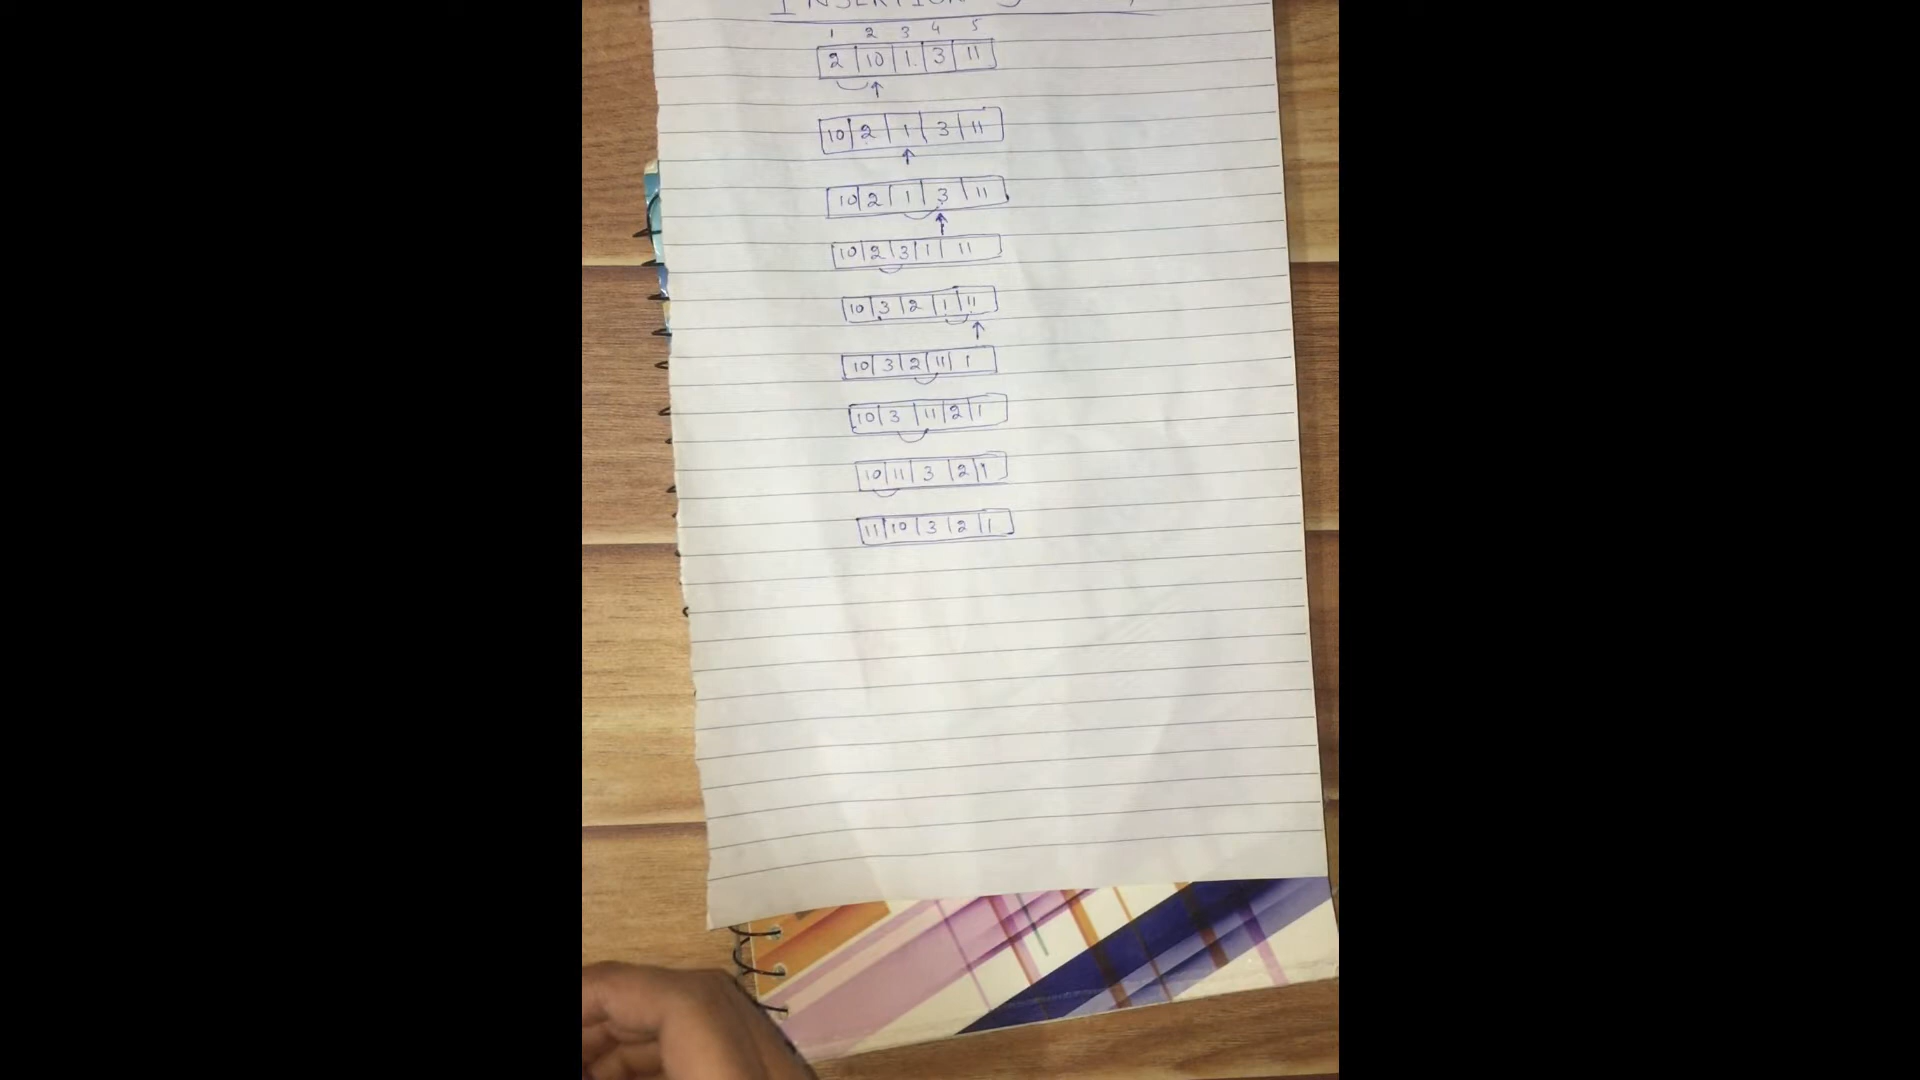 INSERTION
1 2 3 4 5
2 10 1 3 11
10 2 1 3 11
10 2 1 3 11
10 2 3 1 11
10 3 2 1 11
10 3 2 11 1
10 3 11 2 1
10 11 3 2 1
11 10 3 2 1